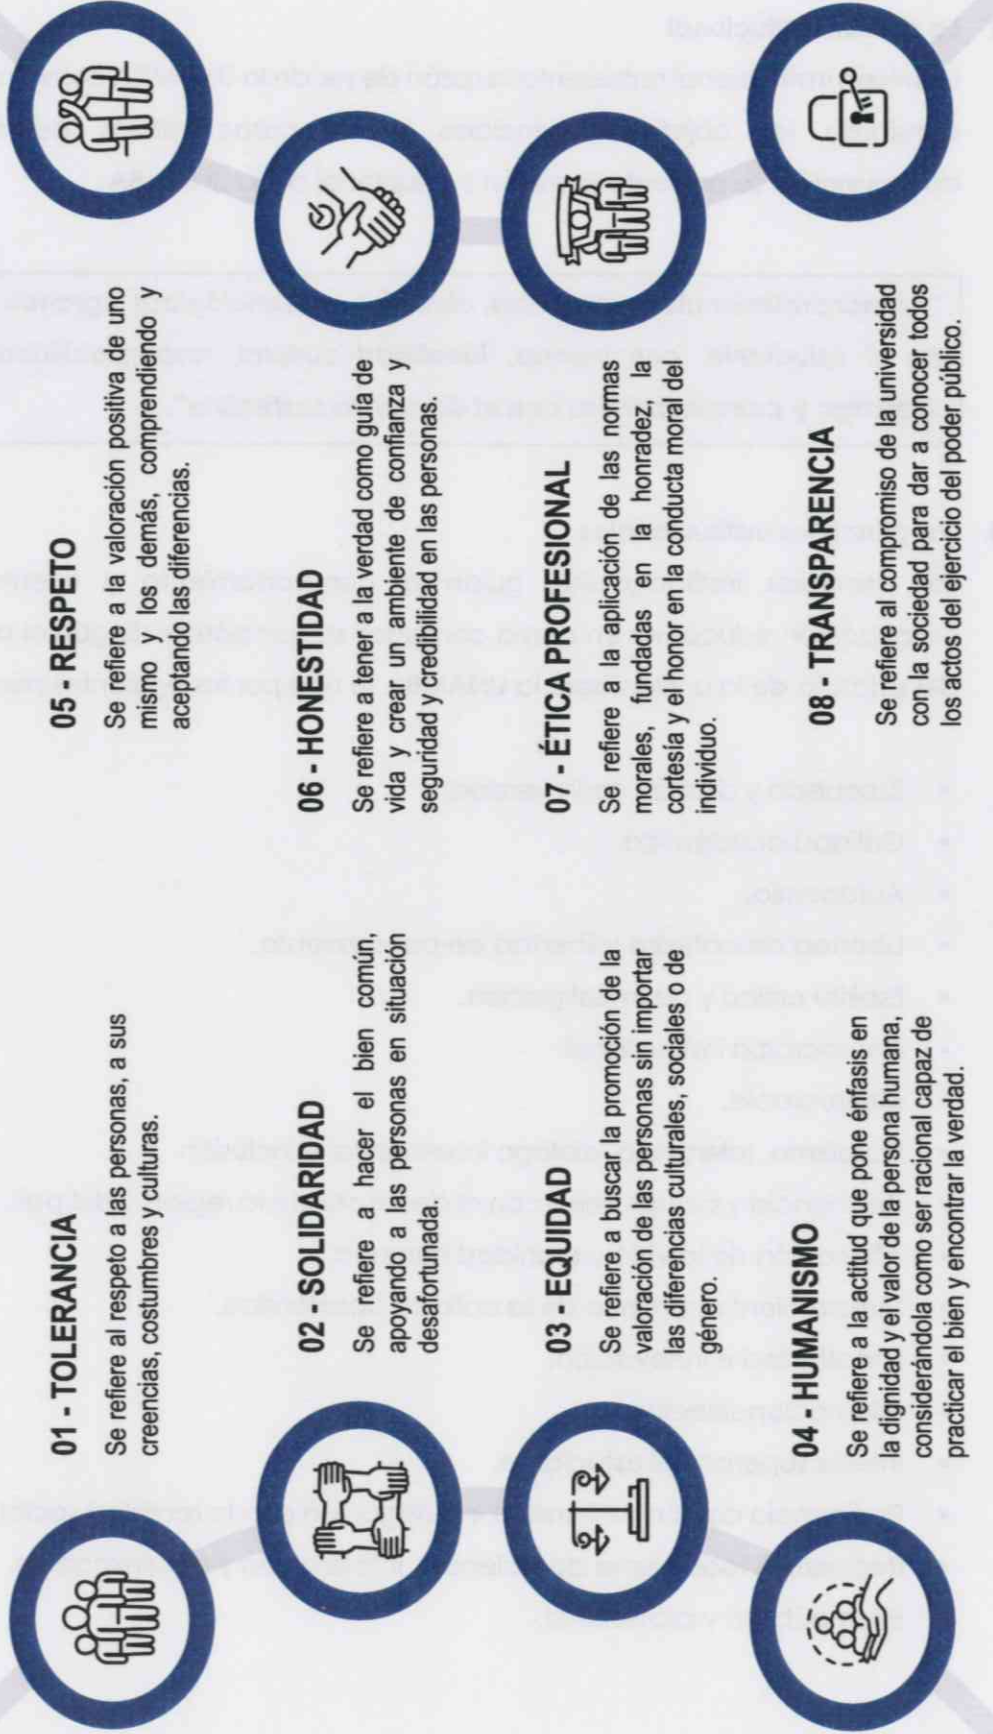 01 - TOLERANCIA
Se refiere al respeto a las personas, a sus
creencias, costumbres y culturas.
02 - SOLIDARIDAD
Se refiere a hacer el bien común,
apoyando a las personas en situación
desafortunada.
03 - EQUIDAD
Se refiere a buscar la promoción de la
valoración de las personas sin importar
las diferencias culturales, sociales o de
género.
04 - HUMANISMO
Se refiere a la actitud que pone énfasis en
la dignidad y el valor de la persona humana,
considerándola como ser racional capaz de
practicar el bien y encontrar la verdad.
05 - RESPETO
Se refiere a la valoración positiva de uno
mismo y los demás, comprendiendo y
aceptando las diferencias.
06 - HONESTIDAD
Se refiere a tener a la verdad como guía de
vida y crear un ambiente de confianza y
seguridad y credibilidad en las personas.
07 - ÉTICA PROFESIONAL
Se refiere a la aplicación de las normas
morales, fundadas en la honradez, la
cortesía y el honor en la conducta moral del
individuo.
08 - TRANSPARENCIA
Se refiere al compromiso de la universidad
con la sociedad para dar a conocer todos
los actos del ejercicio del poder público.